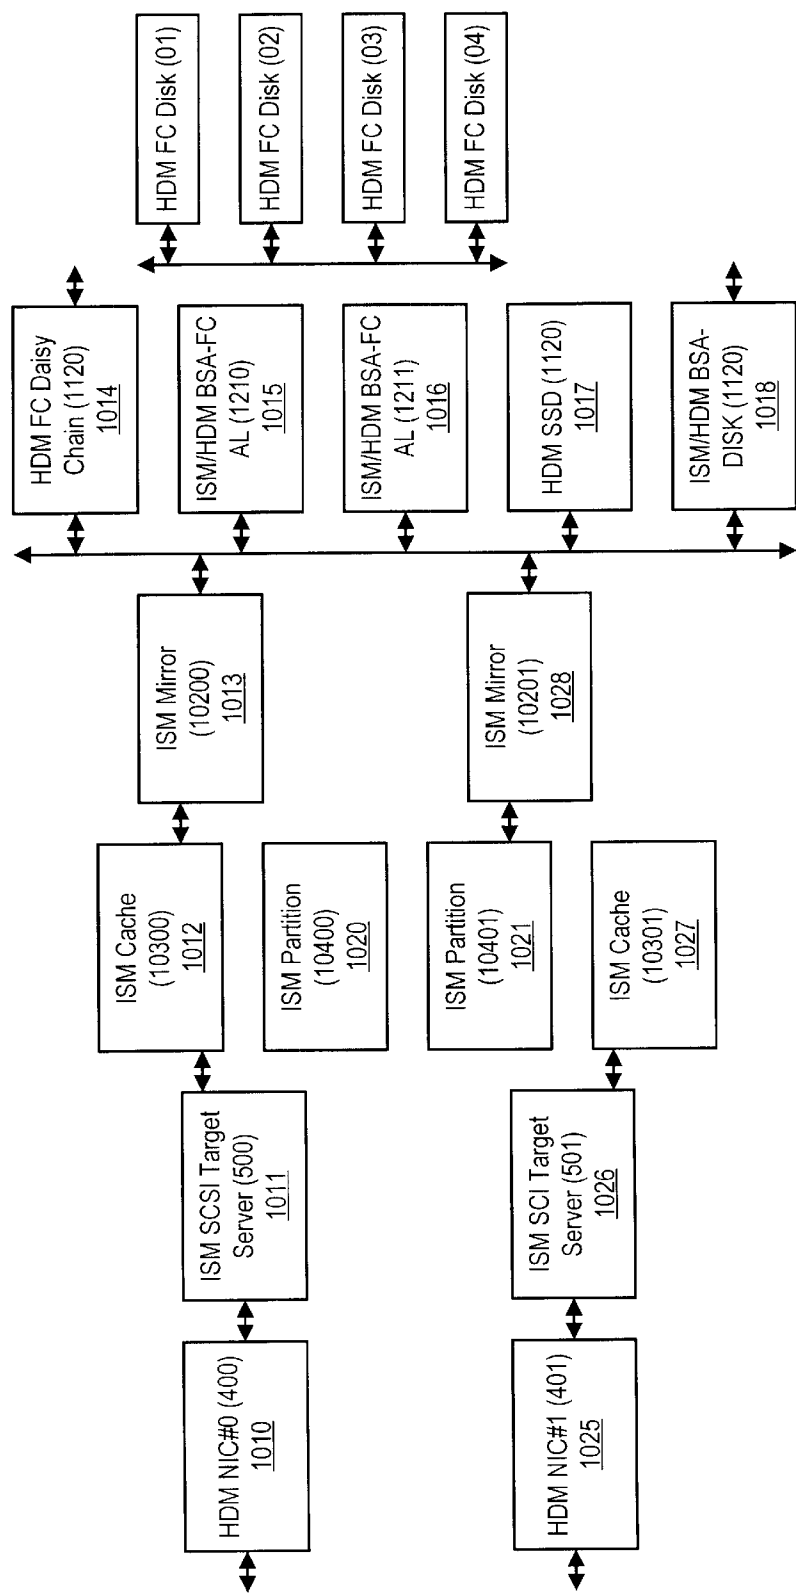 HDM NIC#0 (400)
1010
ISM SCSI Target
Server (500)
1011
ISM Cache
(10300)
1012
ISM Partition
(10400)
1020
ISM Mirror
(10200)
1013
HDM NIC#1 (401)
1025
ISM SCI Target
Server (501)
1026
ISM Partition
(10401)
1021
ISM Cache
(10301)
1027
ISM Mirror
(10201)
1028
HDM FC Daisy
Chain (1120)
1014
ISM/HDM BSA-FC
AL (1210)
1015
ISM/HDM BSA-FC
AL (1211)
1016
HDM SSD (1120)
1017
ISM/HDM BSA-
DISK (1120)
1018
HDM FC Disk (01)
HDM FC Disk (02)
HDM FC Disk (03)
HDM FC Disk (04)